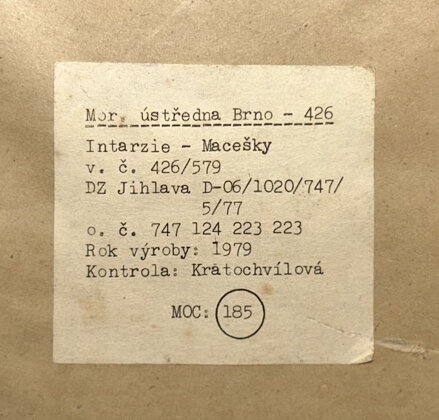 Mor. ústředna Brno - 426
Intarzie - Macešky
v. č. 426/579
DZ Jihlava D-06/1020/747/
5/77
o. č. 747 124 223 223
Rok výroby: 1979
Kontrola: Kratochvílová
MOC: 185